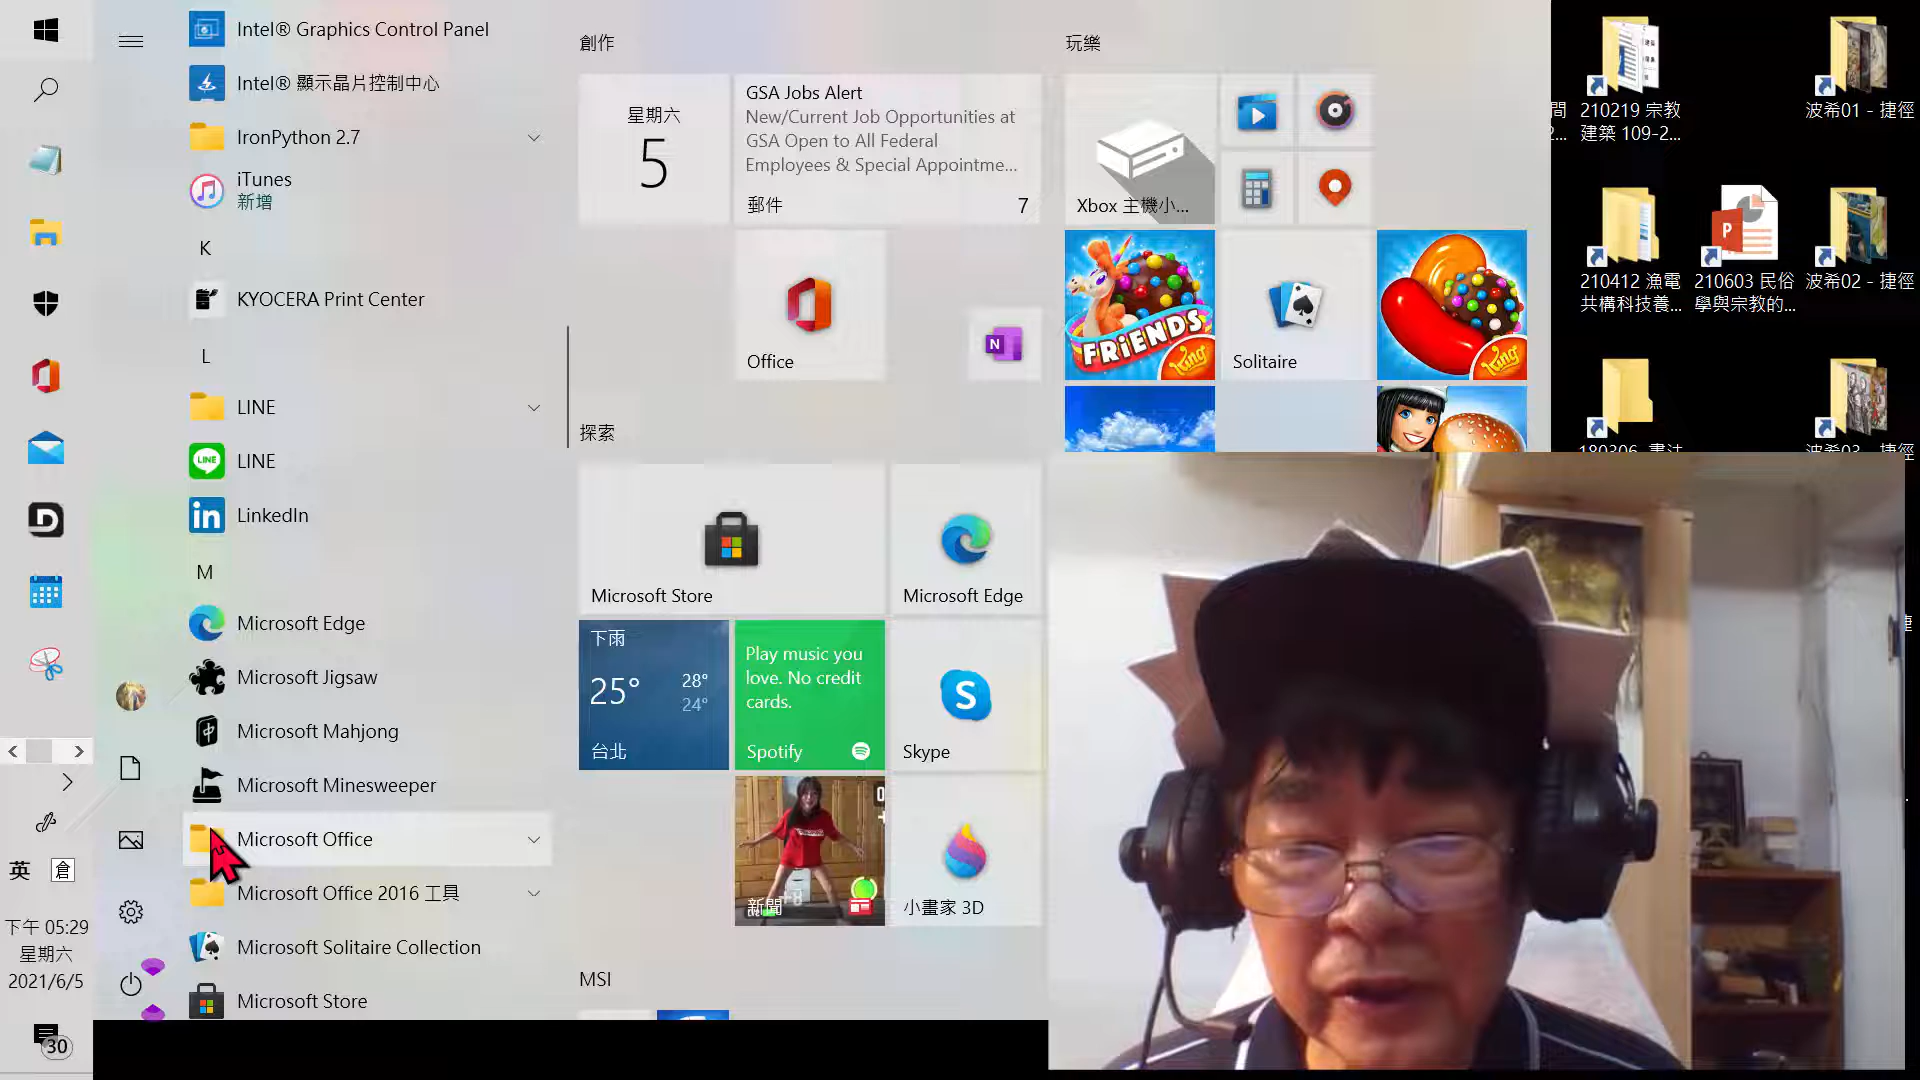 Intel® Graphics Control Panel
Intel® 顯示晶片控制中心
IronPython 2.7
iTunes
新增
K
KYOCERA Print Center
L
LINE
LINE
LINE
LinkedIn
M
Microsoft Edge
Microsoft Jigsaw
Microsoft Mahjong
Microsoft Minesweeper
Microsoft Office
Microsoft Office 2016 工具
Microsoft Solitaire Collection
Microsoft Store
英
倉
下午 05:29
星期六
2021/6/5
30
創作
星期六
5
GSA Jobs Alert
New/Current Job Opportunities at
GSA Open to All Federal
Employees & Special Appointme...
郵件
7
Office
N
探索
Microsoft Store
Microsoft Edge
下雨
25°
28°
24°
台北
Play music you
love. No credit
cards.
Spotify
S
Skype
新聞
小畫家 3D
MSI
玩樂
Xbox 主機小...
FRIENDS
King
Solitaire
King
間
2...
210219 宗教
建築 109-2...
波希01 - 捷徑
210412 漁電
共構科技養...
P
210603 民俗
學與宗教的...
波希02 - 捷徑